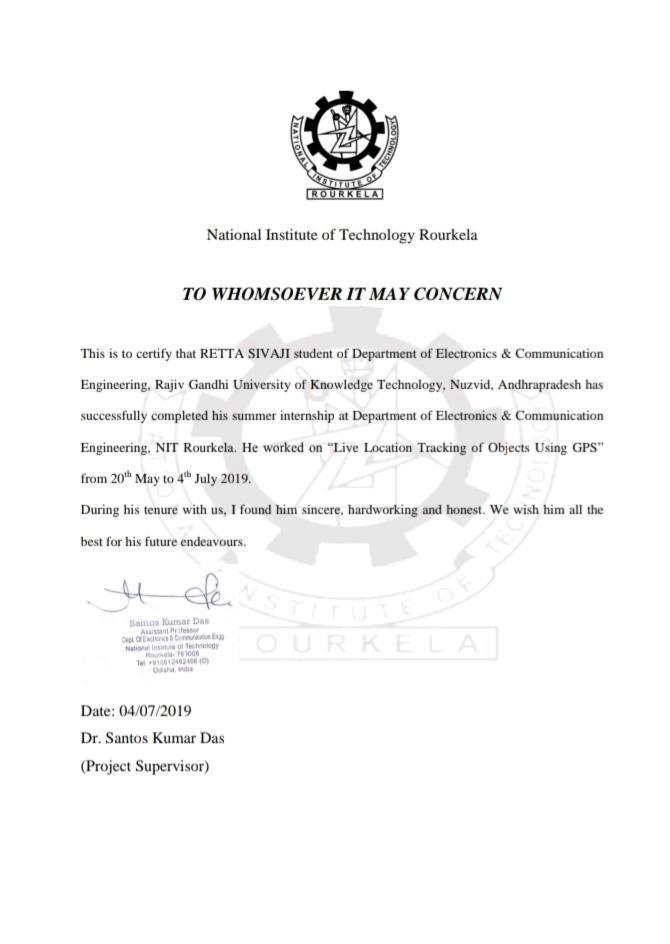 NATIONAL INSTITUTE OF TECHNOLOGY
ROURKELA
National Institute of Technology Rourkela
TO WHOMSOEVER IT MAY CONCERN
This is to certify that RETTA SIVAJI student of Department of Electronics & Communication
Engineering, Rajiv Gandhi University of Knowledge Technology, Nuzvid, Andhrapradesh has
successfully completed his summer internship at Department of Electronics & Communication
Engineering, NIT Rourkela. He worked on “Live Location Tracking of Objects Using GPS”
from 20th May to 4th July 2019.
During his tenure with us, I found him sincere, hardworking and honest. We wish him all the
best for his future endeavours.
Santos Kumar Das
Assistant Professor
Dept. Of Electronics & Communication Engg
National Institute of Technology
Rourkela-
Tel
Odisha, India
Date: 04/07/2019
Dr. Santos Kumar Das
(Project Supervisor)